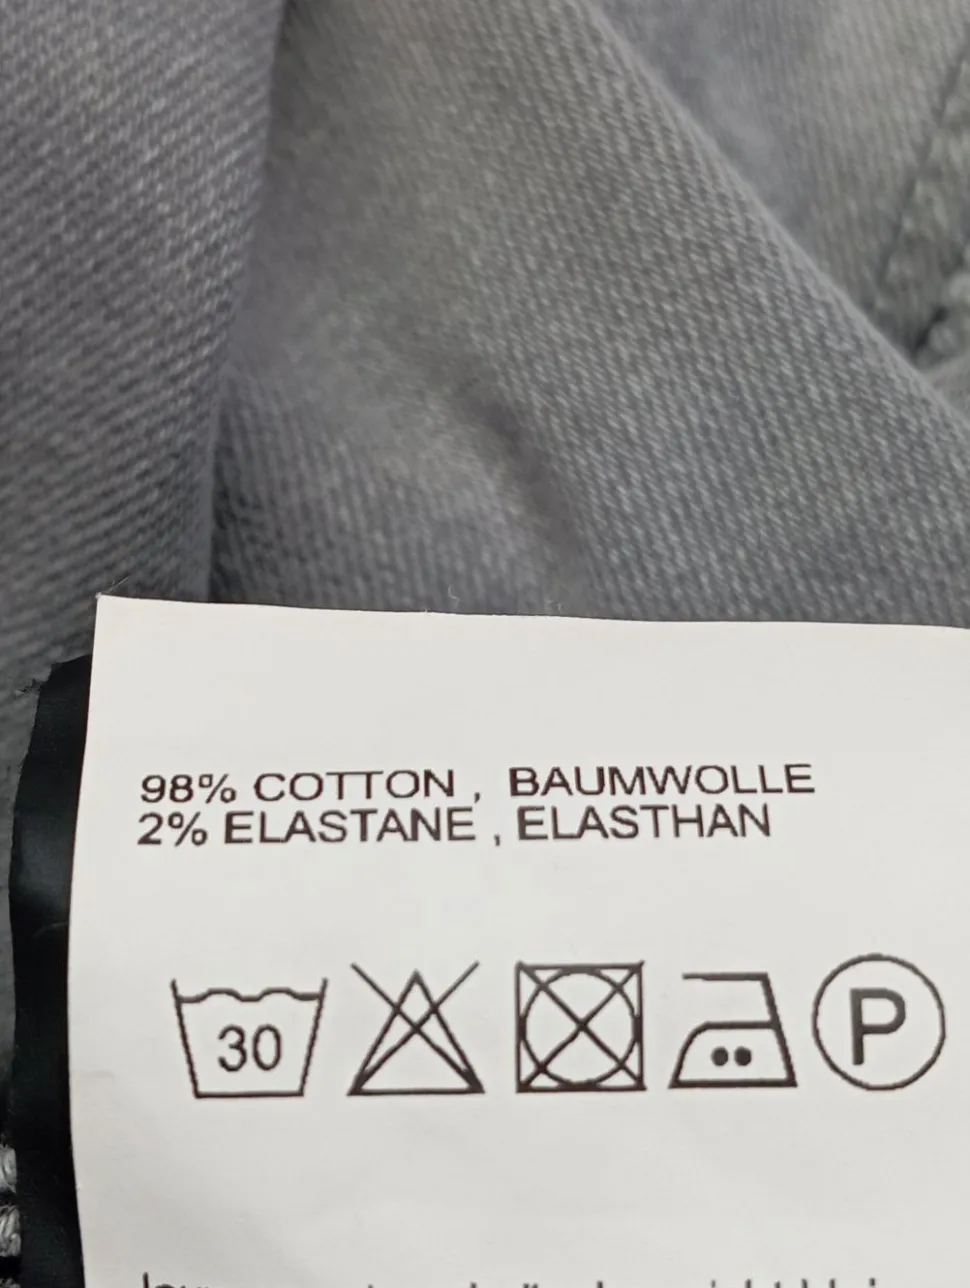 98% COTTON , BAUMWOLLE
2% ELASTANE , ELASTHAN
30
P